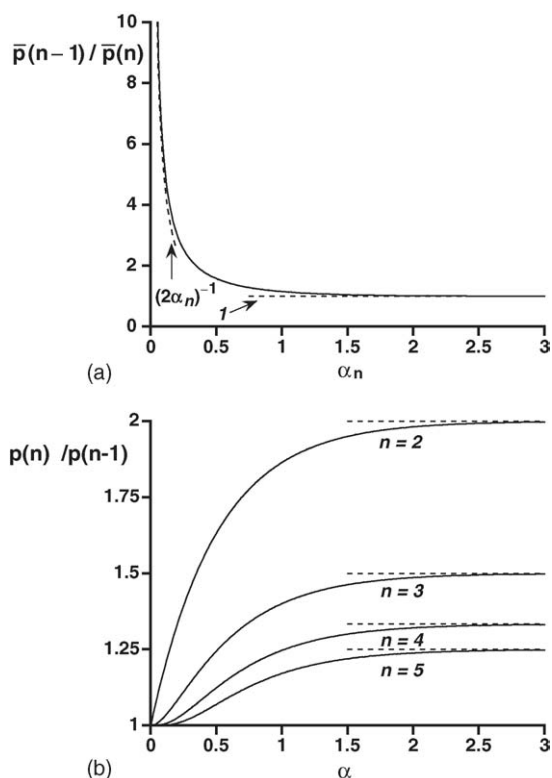 10
p̅(n−1) / p̅(n)
8
6
4
(2αn)⁻¹
2
1
0
0 0.5 1 1.5 2 2.5 3
(a)
αn
2
p(n) /p(n-1)
n = 2
1.75
1.5
n = 3
n = 4
1.25
n = 5
1
0 0.5 1 1.5 2 2.5 3
(b)
α